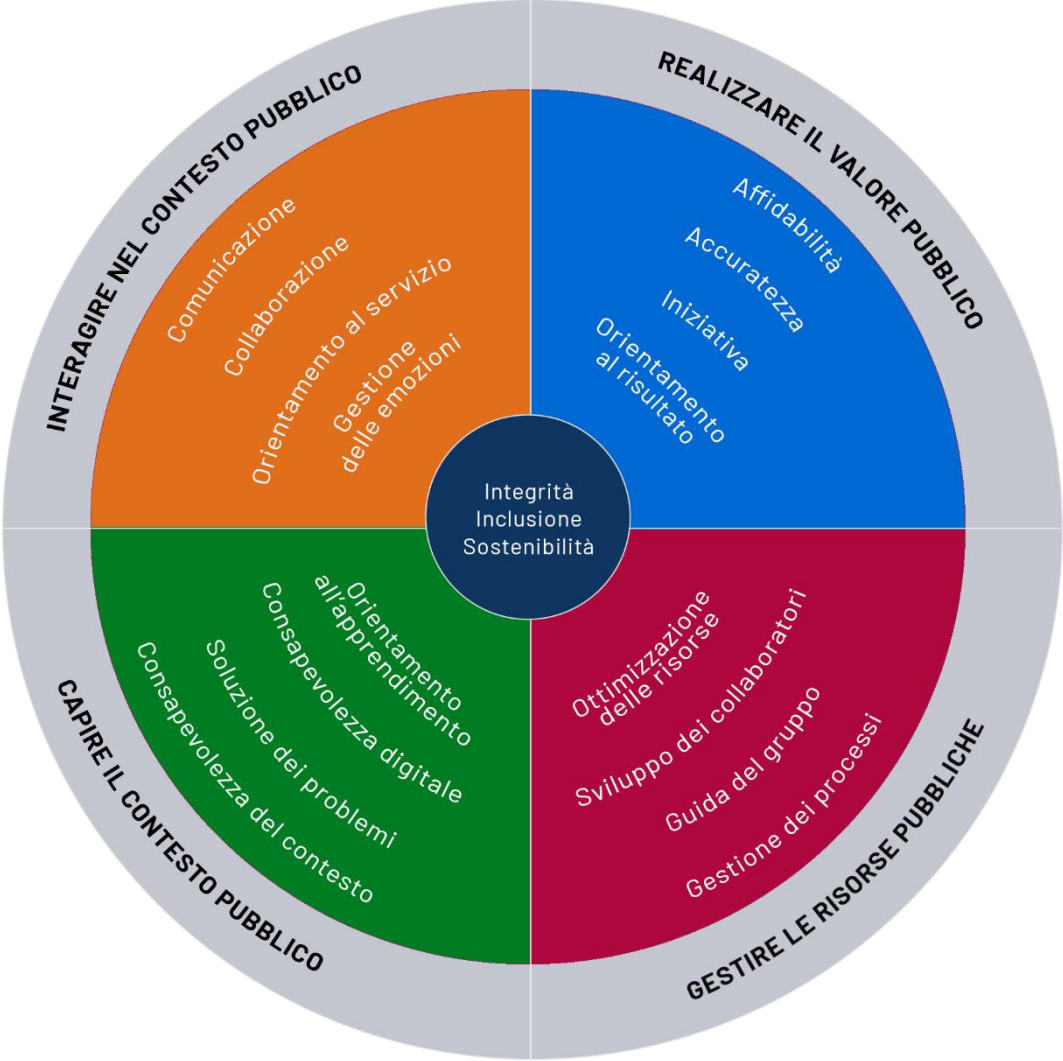 INTERAGIRE NEL CONTESTO PUBBLICO
Comunicazione
Collaborazione
Orientamento al servizio
Gestione
delle emozioni
REALIZZARE IL VALORE PUBBLICO
Affidabilità
Accuratezza
Iniziativa
Orientamento
al risultato
Integrità
Inclusione
Sostenibilità
CAPIRE IL CONTESTO PUBBLICO
Orientamento
all'apprendimento
Consapevolezza digitale
Soluzione dei problemi
Consapevolezza del contesto
GESTIRE LE RISORSE PUBBLICHE
Ottimizzazione
delle risorse
Sviluppo dei collaboratori
Guida del gruppo
Gestione dei processi